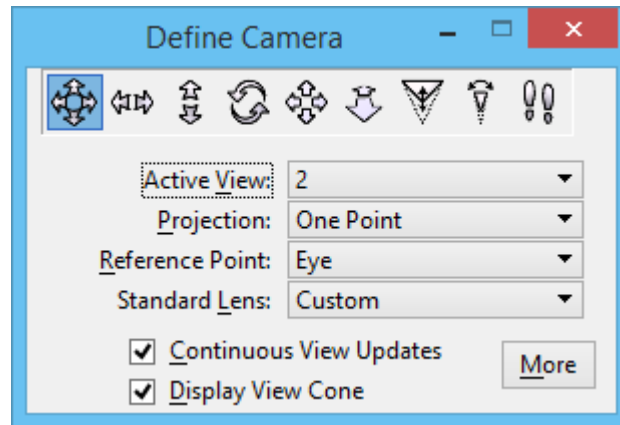 Define Camera
Active View: 2
Projection: One Point
Reference Point: Eye
Standard Lens: Custom
Continuous View Updates
More
Display View Cone